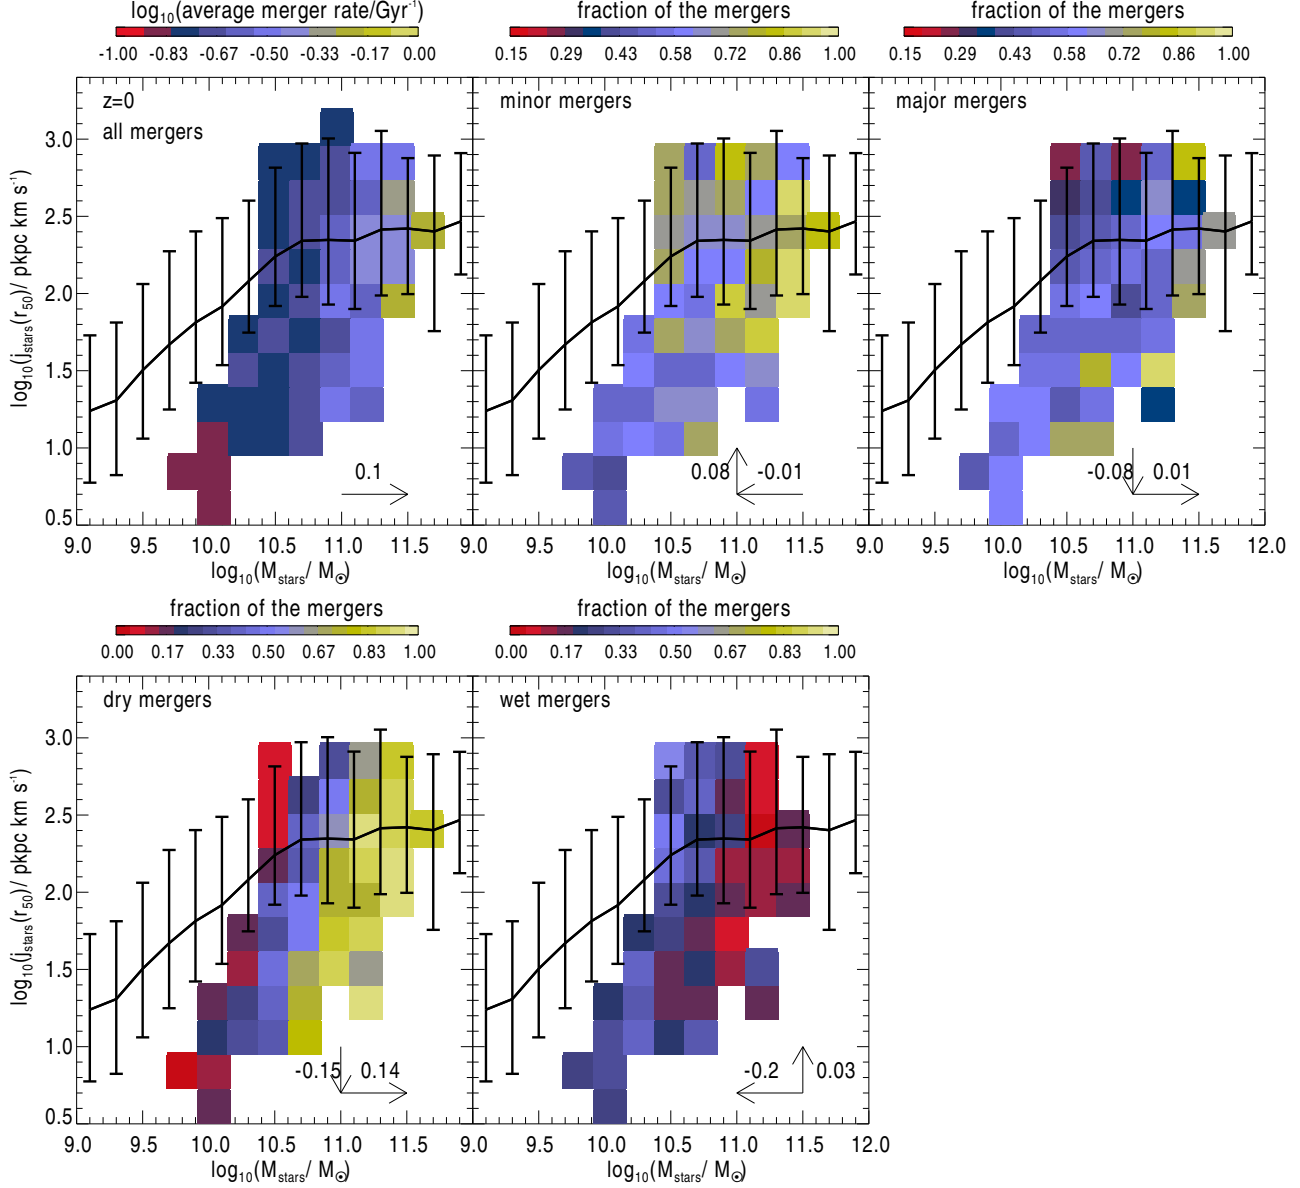 log10(average merger rate/Gyr-1)
-1.00 -0.83 -0.67 -0.50 -0.33 -0.17 0.00
fraction of the mergers
0.15 0.29 0.43 0.58 0.72 0.86 1.00
fraction of the mergers
0.15 0.29 0.43 0.58 0.72 0.86 1.00
z=0
all mergers
minor mergers
major mergers
log10(jstars(r50)/ pkpc km s-1)
3.0
2.5
2.0
1.5
1.0
0.5
0.1
0.08 -0.01
-0.08 0.01
9.0 9.5 10.0 10.5 11.0 11.5 9.0 9.5 10.0 10.5 11.0 11.5 9.0 9.5 10.0 10.5 11.0 11.5 12.0
log10(Mstars/ M⊙)
log10(Mstars/ M⊙)
log10(Mstars/ M⊙)
fraction of the mergers
0.00 0.17 0.33 0.50 0.67 0.83 1.00
fraction of the mergers
0.00 0.17 0.33 0.50 0.67 0.83 1.00
dry mergers
wet mergers
log10(jstars(r50)/ pkpc km s-1)
3.0
2.5
2.0
1.5
1.0
0.5
-0.15 0.14
-0.2 0.03
9.0 9.5 10.0 10.5 11.0 11.5 9.0 9.5 10.0 10.5 11.0 11.5 12.0
log10(Mstars/ M⊙)
log10(Mstars/ M⊙)